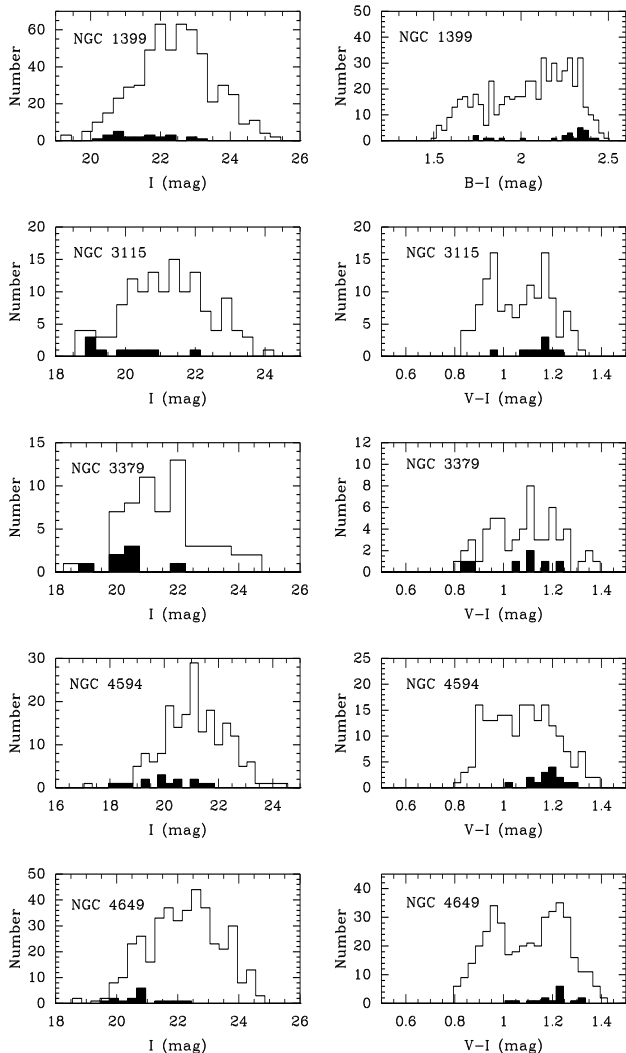 60
40
20
0
Number
NGC 1399
20 22 24 26
I (mag)
50
40
30
20
10
0
Number
NGC 1399
1.5 2 2.5
B-I (mag)
20
15
10
5
0
Number
NGC 3115
18 20 22 24
I (mag)
20
15
10
5
0
Number
NGC 3115
0.6 0.8 1 1.2 1.4
V-I (mag)
15
10
5
0
Number
NGC 3379
18 20 22 24 26
I (mag)
12
10
8
6
4
2
0
Number
NGC 3379
0.6 0.8 1 1.2 1.4
V-I (mag)
30
20
10
0
Number
NGC 4594
16 18 20 22 24
I (mag)
25
20
15
10
5
0
Number
NGC 4594
0.6 0.8 1 1.2 1.4
V-I (mag)
50
40
30
20
10
0
Number
NGC 4649
18 20 22 24 26
I (mag)
40
30
20
10
0
Number
NGC 4649
0.6 0.8 1 1.2 1.4
V-I (mag)